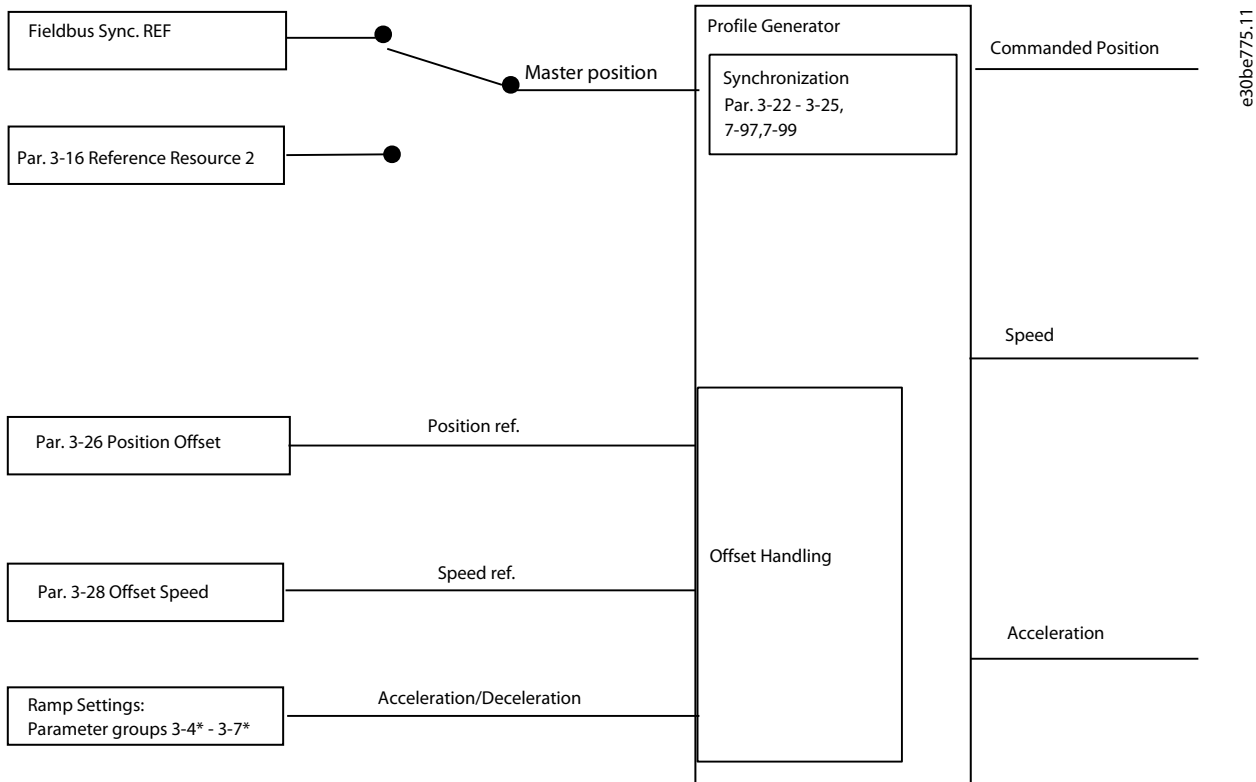 Fieldbus Sync. REF
Par. 3-16 Reference Resource 2
Master position
Profile Generator
Synchronization
Par. 3-22 - 3-25,
7-97,7-99
Commanded Position
Speed
Par. 3-26 Position Offset
Position ref.
Par. 3-28 Offset Speed
Speed ref.
Offset Handling
Acceleration
Ramp Settings:
Parameter groups 3-4* - 3-7*
Acceleration/Deceleration
e30be775.11